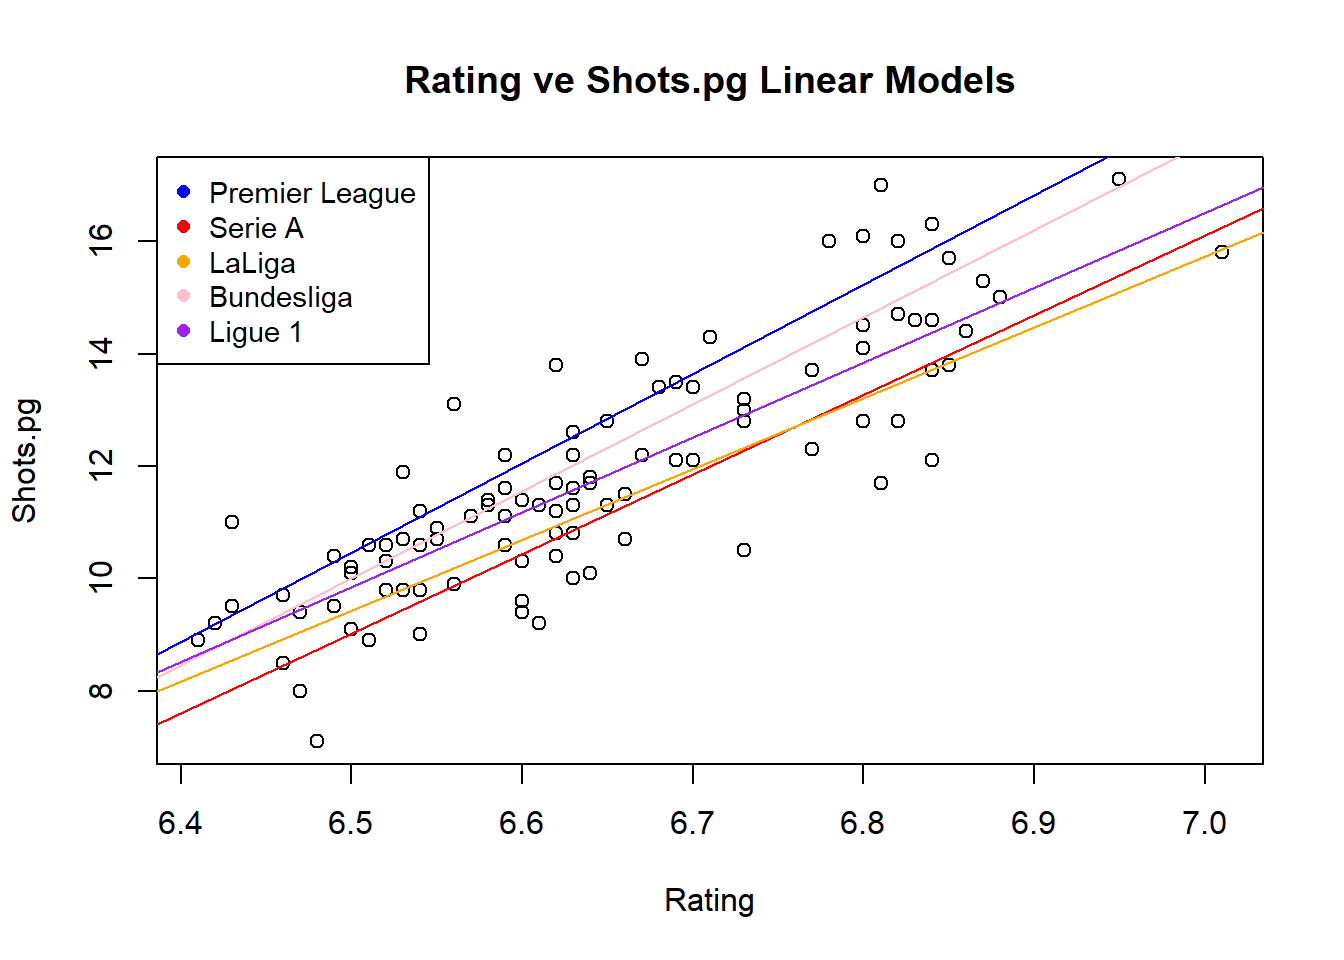 Rating ve Shots.pg Linear Models
Premier League
Serie A
LaLiga
Bundesliga
Ligue 1
Shots.pg
16
14
12
10
8
6.4 6.5 6.6 6.7 6.8 6.9 7.0
Rating